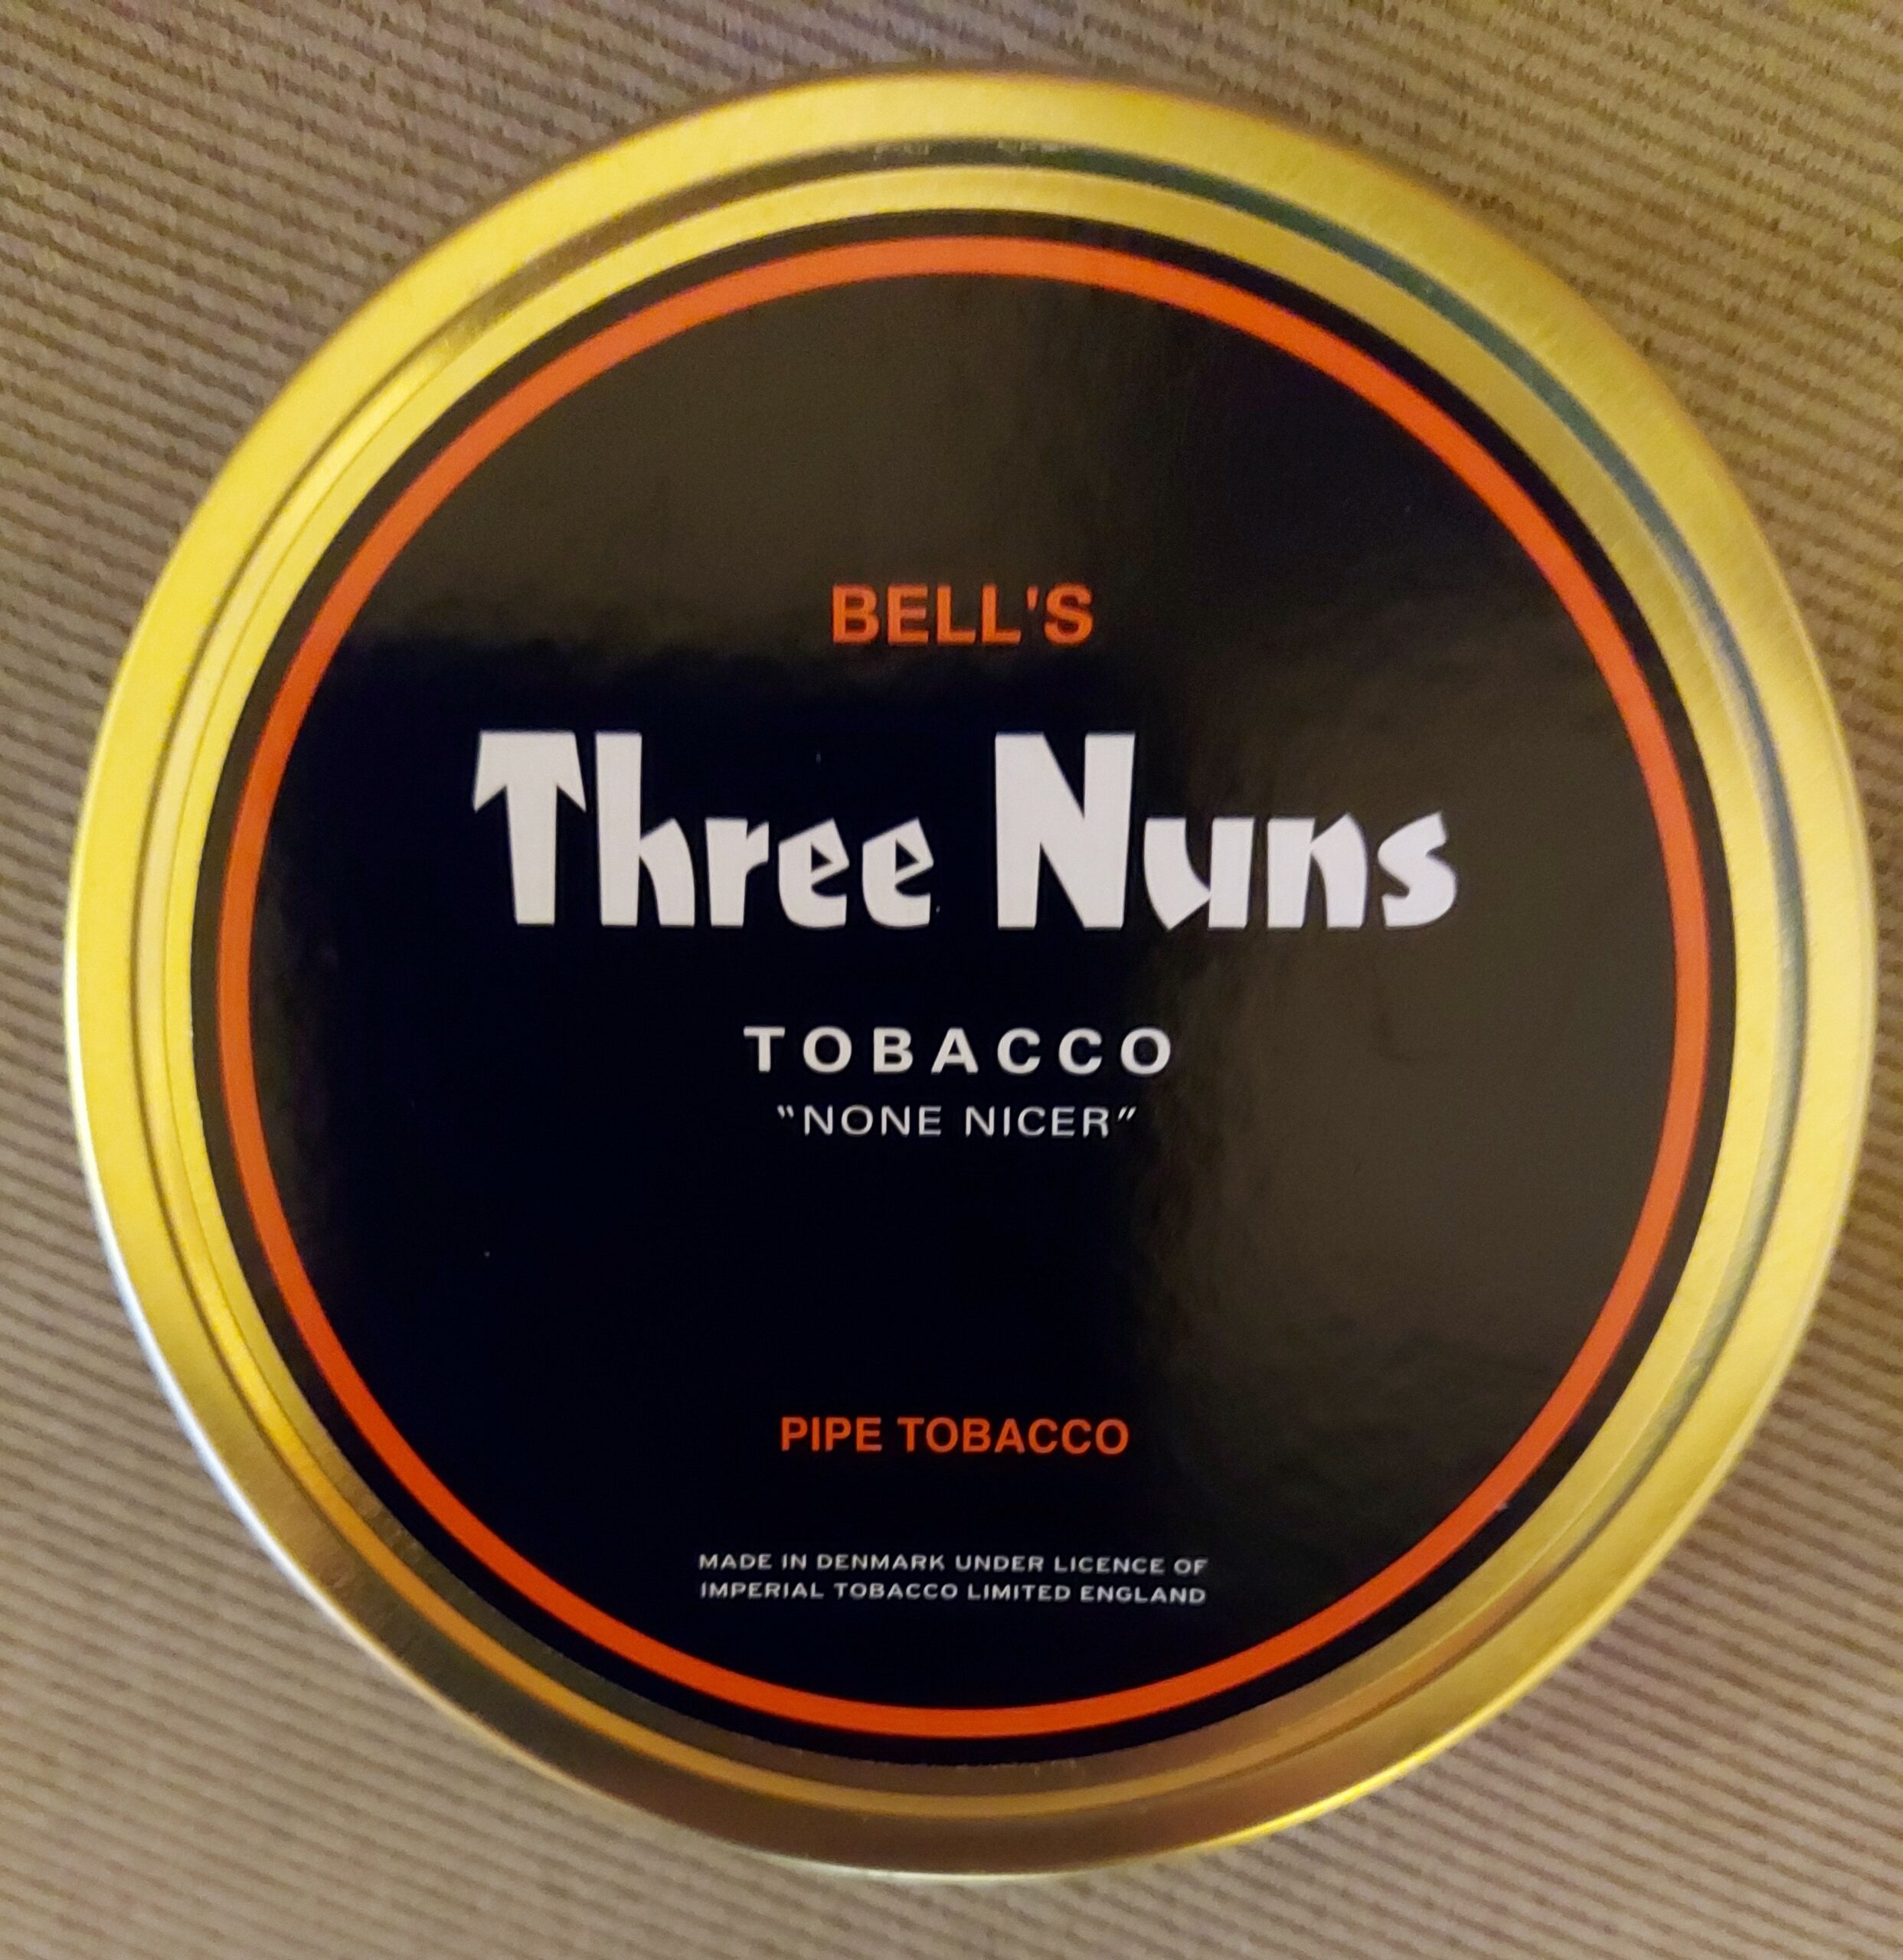 BELL'S
Three Nuns
TOBACCO
"NONE NICER"
PIPE TOBACCO
MADE IN DENMARK UNDER LICENCE OF
IMPERIAL TOBACCO LIMITED ENGLAND